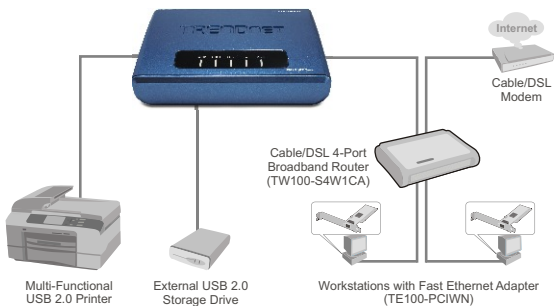 TRENDNET
Internet
Cable/DSL
Modem
Cable/DSL 4-Port
Broadband Router
(TW100-S4W1CA)
Multi-Functional
USB 2.0 Printer
External USB 2.0
Storage Drive
Workstations with Fast Ethernet Adapter
(TE100-PCIWN)